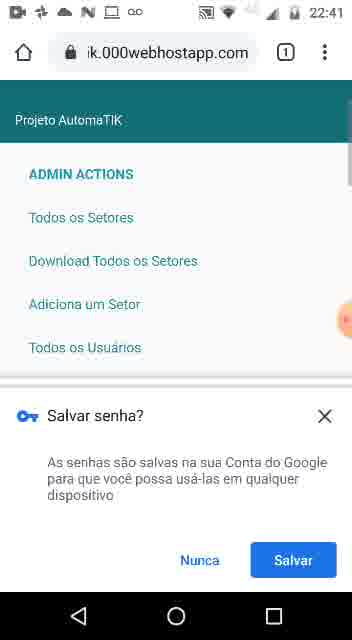 22:41
ik.000webhostapp.com
1
Projeto AutomaTIK
ADMIN ACTIONS
Todos os Setores
Download Todos os Setores
Adiciona um Setor
Todos os Usuários
Salvar senha?
As senhas são salvas na sua Conta do Google
para que você possa usá-las em qualquer
dispositivo
Nunca
Salvar